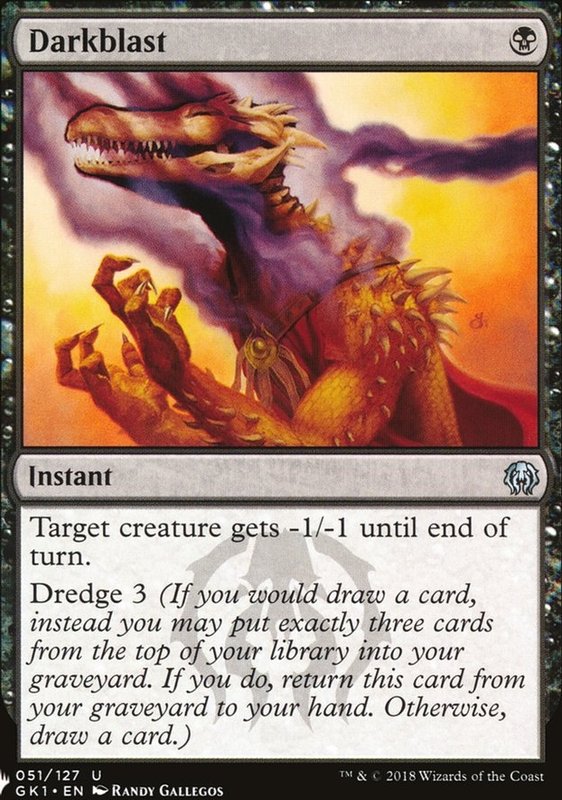 Darkblast
Instant
Target creature gets -1/-1 until end of
turn.
Dredge 3 (If you would draw a card,
instead you may put exactly three cards
from the top of your library into your
graveyard. If you do, return this card from
your graveyard to your hand. Otherwise,
draw a card.)
051/127 U
GK1 • EN RANDY GALLEGOS
™ & © 2018 Wizards of the Coast